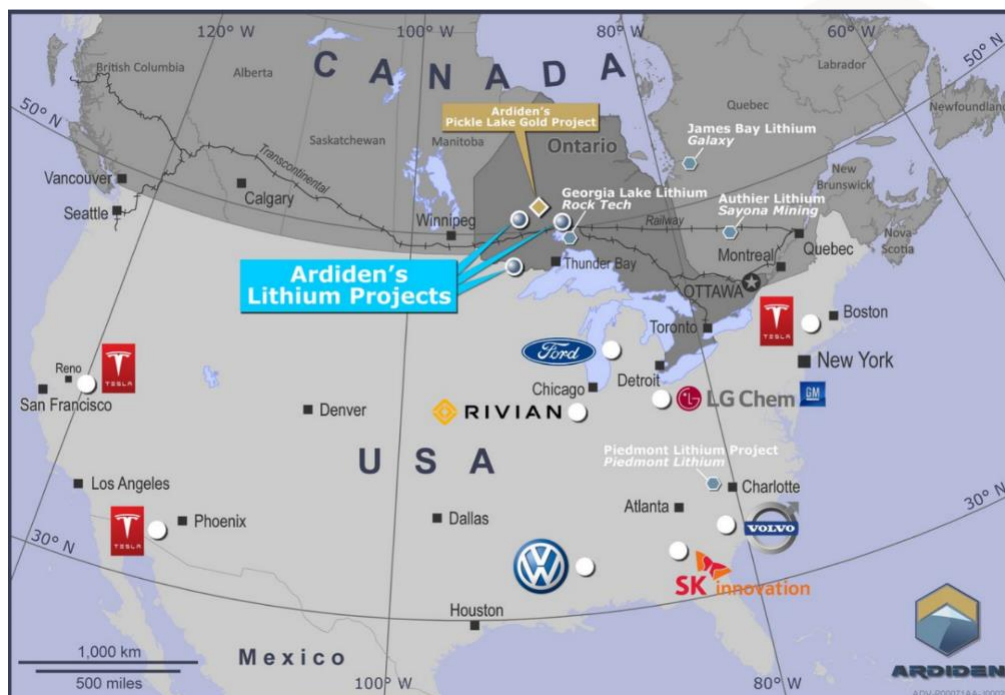 120° W
100° W
80° W
60° W
50° N
CANADA
British Columbia
Alberta
Saskatchewan
Manitoba
Ontario
Quebec
Labrador
Newfoundland
50° N
Ardiden's
Pickle Lake Gold Project
James Bay Lithium
Galaxy
New
Brunswick
Nova
Scotia
Transcontinental
Railway
Georgia Lake Lithium
Rock Tech
Authier Lithium
Sayona Mining
Vancouver
Seattle
Calgary
Winnipeg
Thunder Bay
Quebec
Montreal
OTTAWA
Toronto
Ardiden's
Lithium Projects
TESLA
Boston
New York
Ford
Chicago
Detroit
LG Chem
GM
RIVIAN
TESLA
Reno
San Francisco
Denver
USA
Piedmont Lithium Project
Piedmont Lithium
Charlotte
Atlanta
Los Angeles
Phoenix
TESLA
Dallas
VOLVO
30° N
30° N
VW
SK innovation
Houston
Mexico
1,000 km
500 miles
100° W
80° W
ARDIDEN